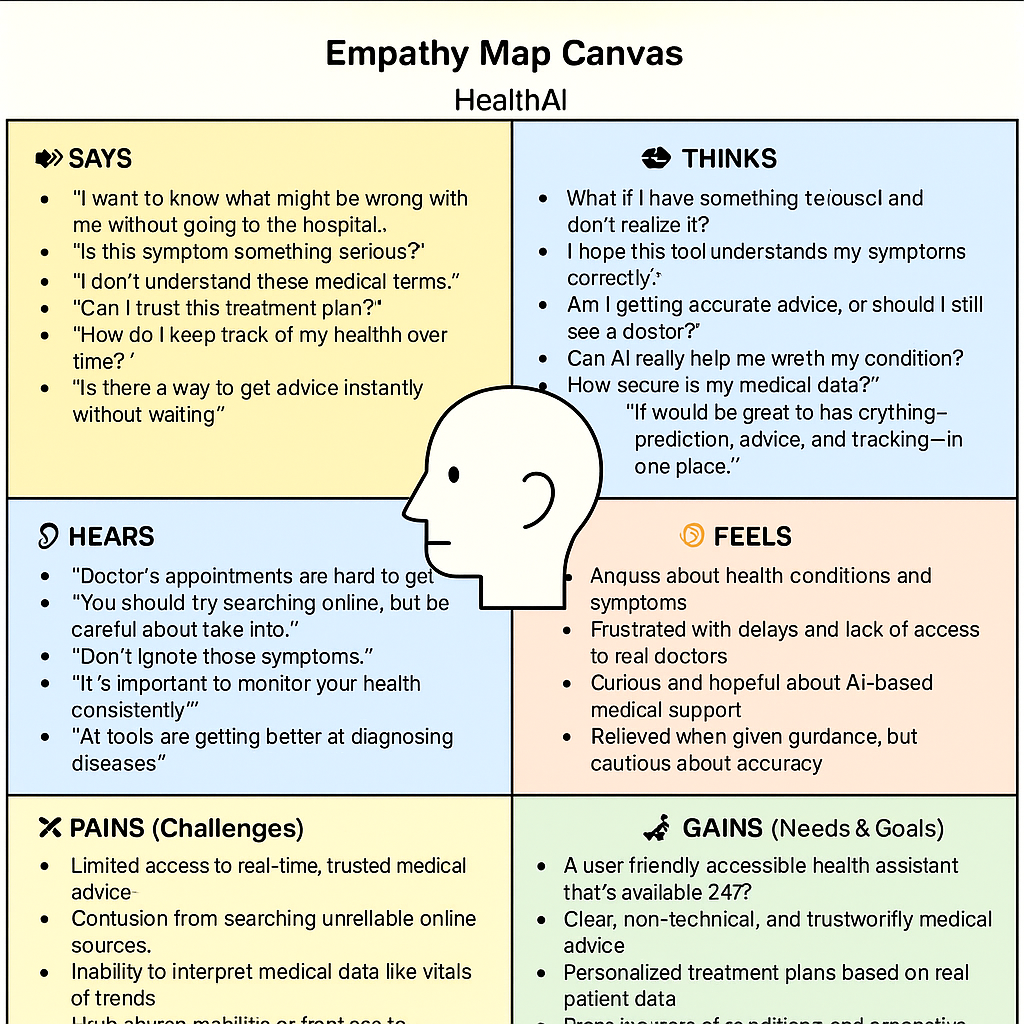 Empathy Map Canvas
HealthAI
SAYS
• "I want to know what might be wrong with
me without going to the hospital.,
• "Is this symptom something serious?'
• "I don't understand these medical terms."
• "Can I trust this treatment plan?"
• "How do I keep track of my healthh over
time? '
• "Is there a way to get advice instantly
without waiting"
THINKS
• What if I have something and
don't realize it?
• I hope this tool understands my symptorns
correctly.'
• Am I getting accurate advice, or should I still
see a dostor?'
• Can AI really help me wreth my condition?
• How secure is my medical data?"
"If would be great to has crything–
prediction, advice, and tracking—in
one place."
HEARS
• "Doctor's appointments are hard to get
• "You should try searching online, but be
careful about take into."
• "Don't Ignote those symptoms."
• "It's important to monitor your health
consistently"'
• "At tools are getting better at diagnosing
diseases"
FEELS
• Anquss about health conditions and
symptoms
• Frustrated with delays and lack of access
to real doctors
• Curious and hopeful about Ai-based
medical support
• Relieved when given gurdance, but
cautious about accuracy
PAINS (Challenges)
• Limited access to real-time, trusted medical
advice-
• Contusion from searching unrellable online
sources.
• Inability to interpret medical data like vitals
of trends
GAINS (Needs & Goals)
• A user friendly accessible health assistant
that's available 247?
• Clear, non-technical, and trustworifly medical
advice
• Personalized treatment plans based on real
patient data